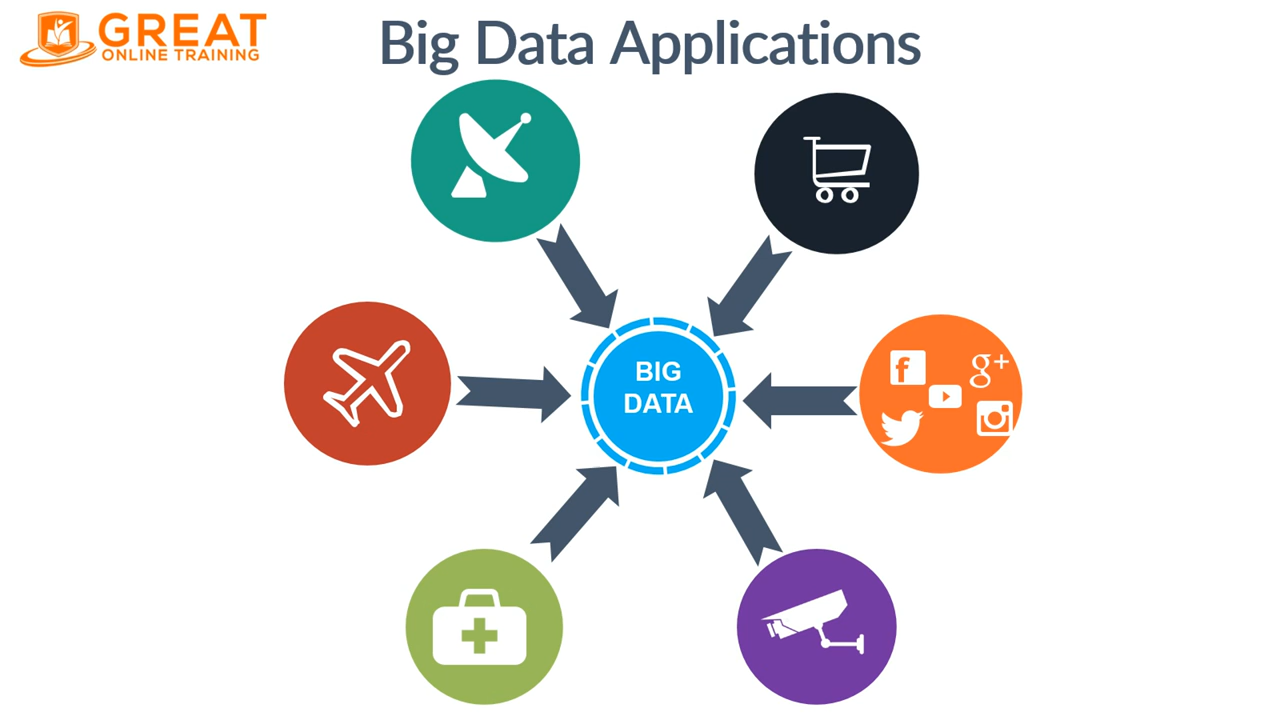 GREAT
ONLINE TRAINING
Big Data Applications
BIG
DATA
f
g+